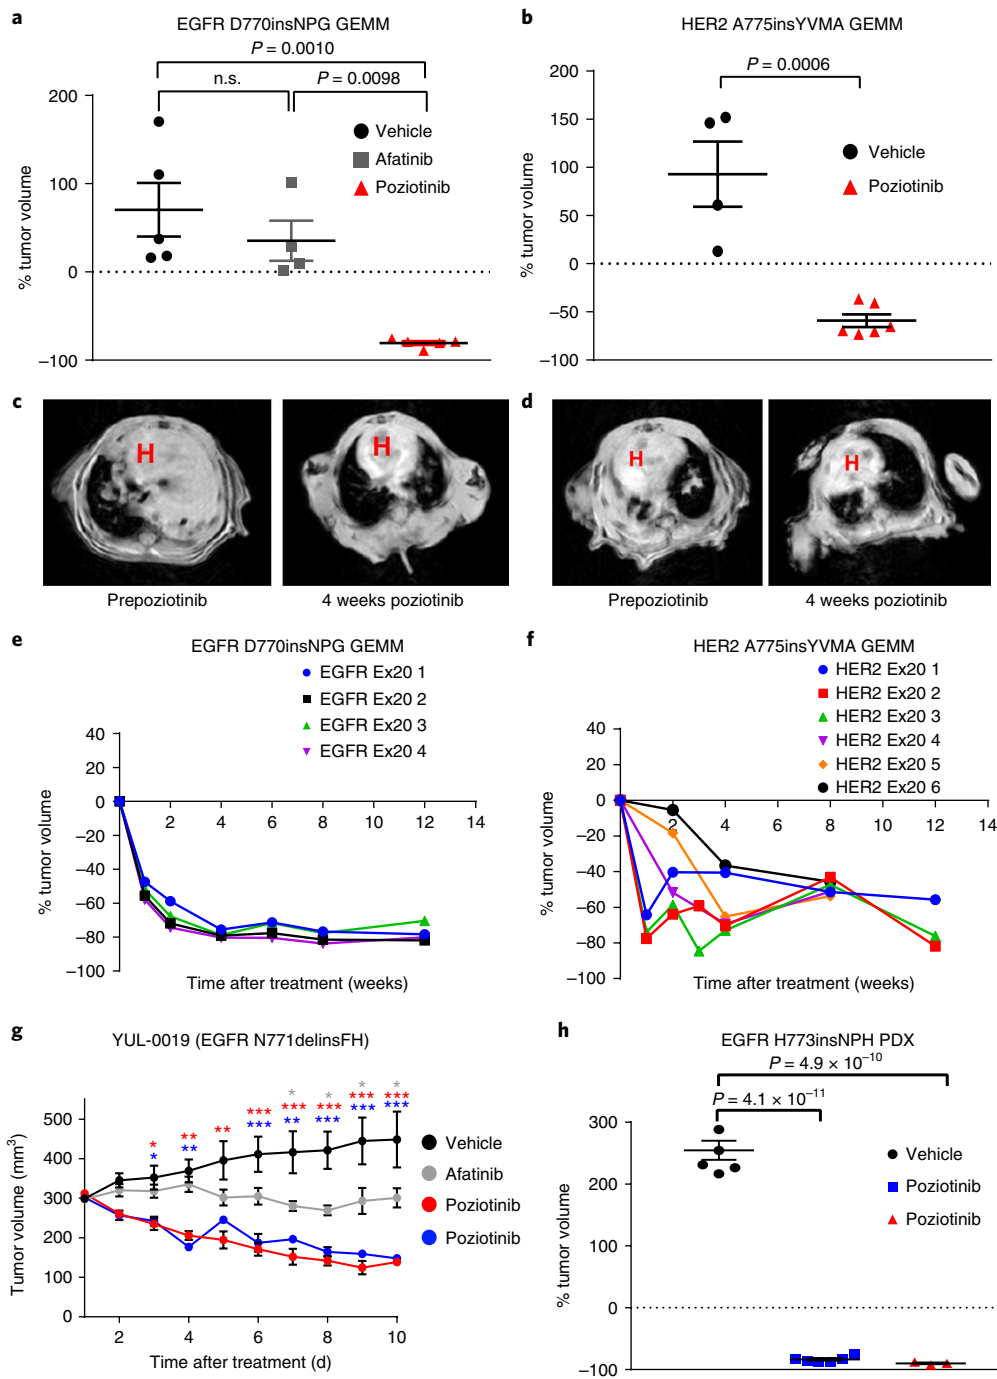 a
EGFR D770insNPG GEMM
P = 0.0010
n.s.
P = 0.0098
200
100
0
−100
% tumor volume
Vehicle
Afatinib
Poziotinib
b
HER2 A775insYVMA GEMM
P = 0.0006
200
150
100
50
0
−50
−100
% tumor volume
Vehicle
Poziotinib
c
H
H
Prepoziotinib
4 weeks poziotinib
d
H
H
Prepoziotinib
4 weeks poziotinib
e
EGFR D770insNPG GEMM
EGFR Ex20 1
EGFR Ex20 2
EGFR Ex20 3
EGFR Ex20 4
40
20
0
−20
−40
−60
−80
−100
% tumor volume
2 4 6 8 10 12 14
Time after treatment (weeks)
f
HER2 A775insYVMA GEMM
HER2 Ex20 1
HER2 Ex20 2
HER2 Ex20 3
HER2 Ex20 4
HER2 Ex20 5
HER2 Ex20 6
40
20
0
−20
−40
−60
−80
−100
% tumor volume
2 4 6 8 10 12 14
Time after treatment (weeks)
g
YUL-0019 (EGFR N771delinsFH)
* * *
* ** ** *** *** *** *** ***
* ** *** ** *** *** ***
500
400
300
200
100
0
Tumor volume (mm³)
2 4 6 8 10
Time after treatment (d)
Vehicle
Afatinib
Poziotinib
Poziotinib
h
EGFR H773insNPH PDX
P = 4.9 × 10⁻¹⁰
P = 4.1 × 10⁻¹¹
300
200
100
0
−100
% tumor volume
Vehicle
Poziotinib
Poziotinib